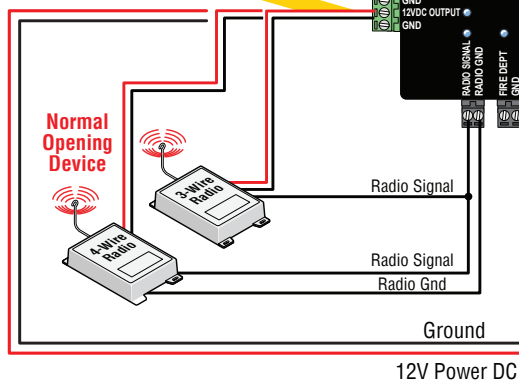 GND
12VDC OUTPUT
GND
RADIO SIGNAL
RADIO GND
FIRE DEPT
GND
Normal
Opening
Device
3-Wire
Radio
Radio Signal
4-Wire
Radio
Radio Signal
Radio Gnd
Ground
12V Power DC